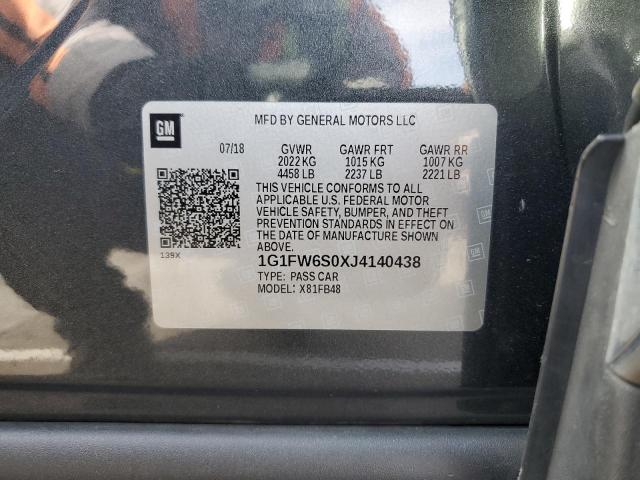 GM
MFD BY GENERAL MOTORS LLC
07/18 GVWR GAWR FRT GAWR RR
2022 KG 1015 KG 1007 KG
4458 LB 2237 LB 2221 LB
THIS VEHICLE CONFORMS TO ALL
APPLICABLE U.S. FEDERAL MOTOR
VEHICLE SAFETY, BUMPER, AND THEFT
PREVENTION STANDARDS IN EFFECT ON
THE DATE OF MANUFACTURE SHOWN
ABOVE.
139X
1G1FW6S0XJ4140438
TYPE: PASS CAR
MODEL: X81FB48